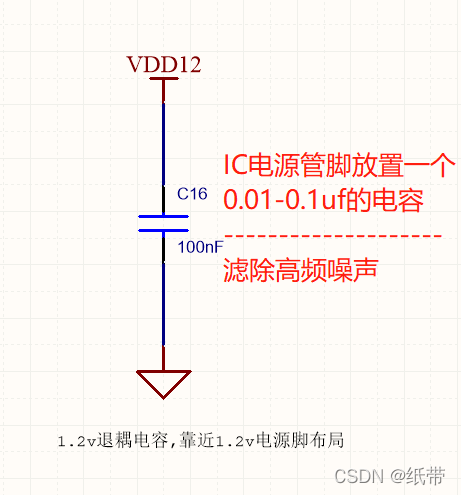 VDD12
IC电源管脚放置一个
C16
0.01-0.1uf的电容
100nF
滤除高频噪声
1.2v退耦电容,靠近1.2v电源脚布局
CSDN @纸带